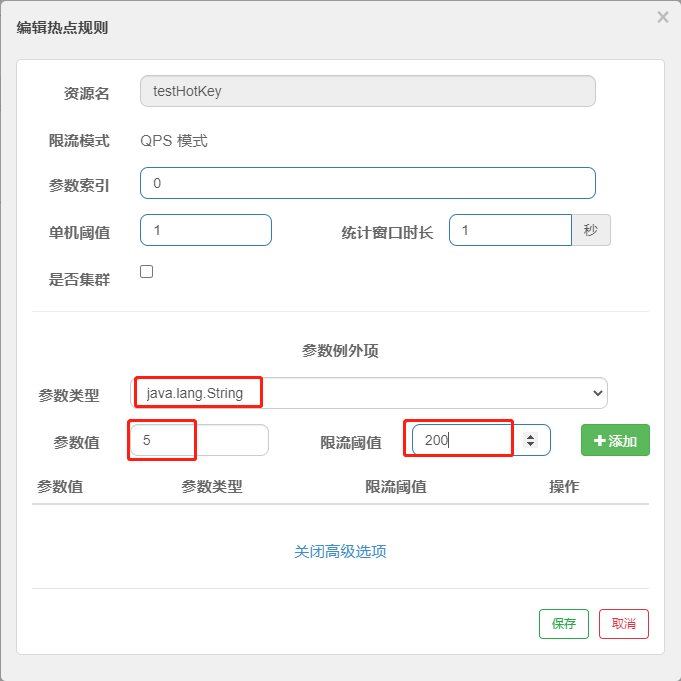 编辑热点规则 ×
资源名 testHotKey
限流模式 QPS 模式
参数索引 0
单机阈值 1 统计窗口时长 1 秒
是否集群
参数例外项
参数类型 java.lang.String
参数值 5 限流阈值 200 +添加
参数值 参数类型 限流阈值 操作
关闭高级选项
保存 取消